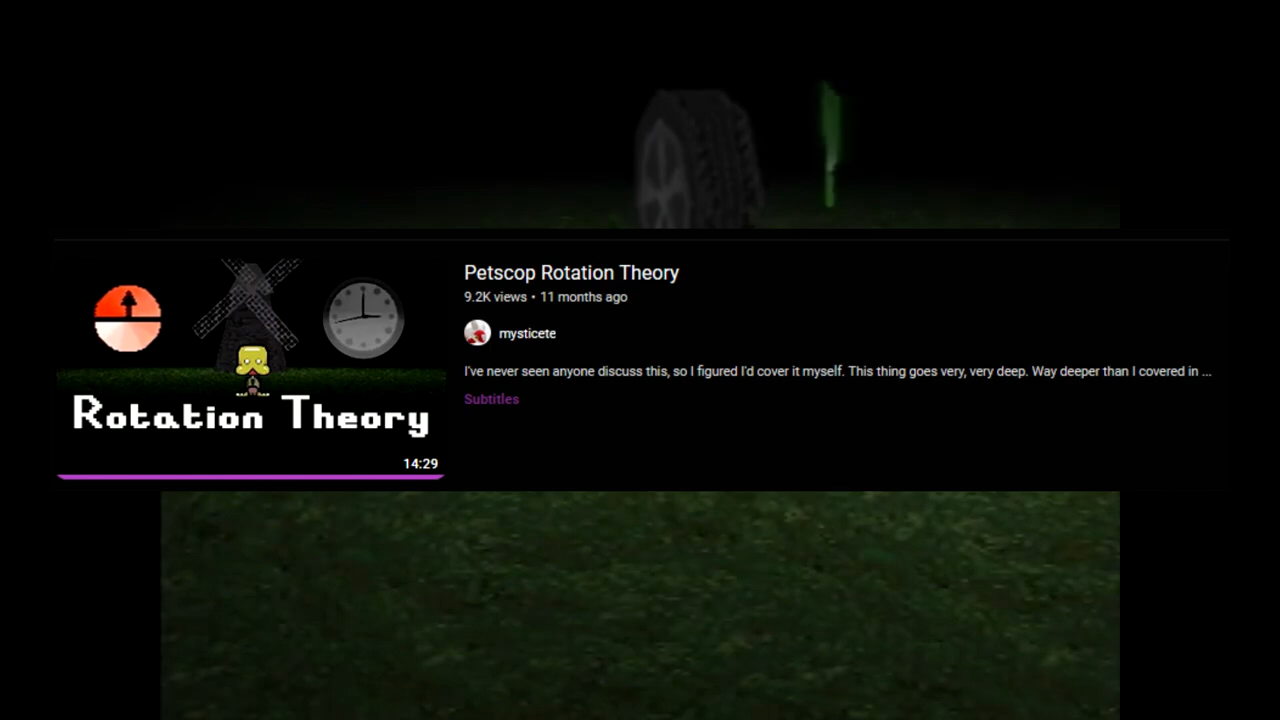 Petscop Rotation Theory
9.2K views • 11 months ago
mysticete
I've never seen anyone discuss this, so I figured I'd cover it myself. This thing goes very, very deep. Way deeper than I covered in ...
Subtitles
Rotation Theory
14:29